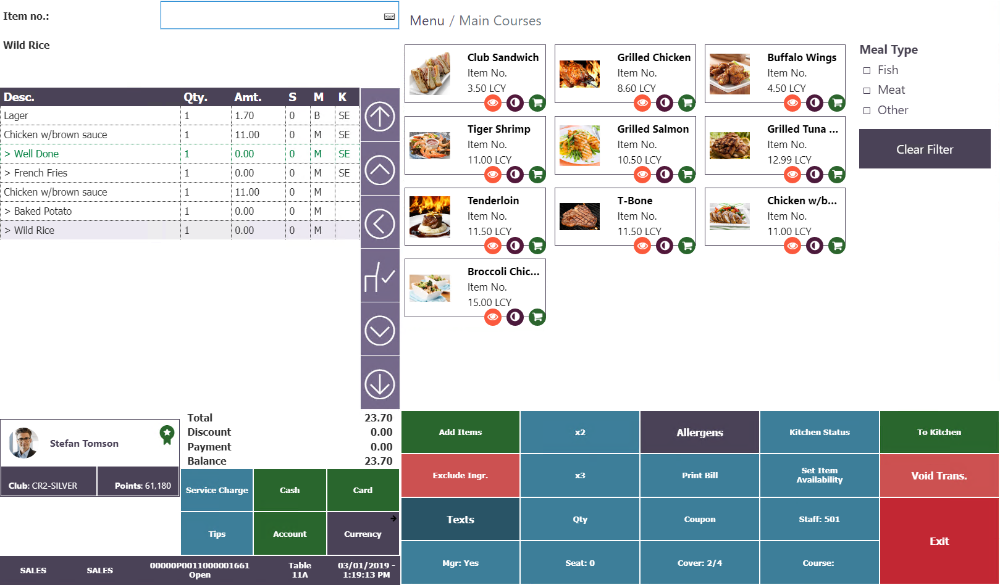 Item no.:
Wild Rice
Desc. Qty. Amt. S M K
Lager 1 1.70 0 B SE
Chicken w/brown sauce 1 11.00 0 M SE
> Well Done 1 0.00 0 M SE
> French Fries 1 0.00 0 M SE
Chicken w/brown sauce 1 11.00 0 M
> Baked Potato 1 0.00 0 M
> Wild Rice 1 0.00 0 M
Stefan Tomson
Club: CR2-SILVER
Points: 61,180
Total 23.70
Discount 0.00
Payment 0.00
Balance 23.70
Service Charge
Cash
Card
Tips
Account
Currency
SALES
SALES
00000P0011000001661
Open
Table
11A
03/01/2019 -
1:19:13 PM
Menu / Main Courses
Club Sandwich
Item No.
3.50 LCY
Grilled Chicken
Item No.
8.60 LCY
Buffalo Wings
Item No.
4.50 LCY
Tiger Shrimp
Item No.
11.00 LCY
Grilled Salmon
Item No.
10.50 LCY
Grilled Tuna ...
Item No.
12.99 LCY
Tenderloin
Item No.
11.50 LCY
T-Bone
Item No.
11.50 LCY
Chicken w/b...
Item No.
11.00 LCY
Broccoli Chic...
Item No.
15.00 LCY
Meal Type
Fish
Meat
Other
Clear Filter
Add Items
x2
Allergens
Kitchen Status
To Kitchen
Exclude Ingr.
x3
Print Bill
Set Item
Availability
Void Trans.
Texts
Qty
Coupon
Staff: 501
Exit
Mgr: Yes
Seat: 0
Cover: 2/4
Course: